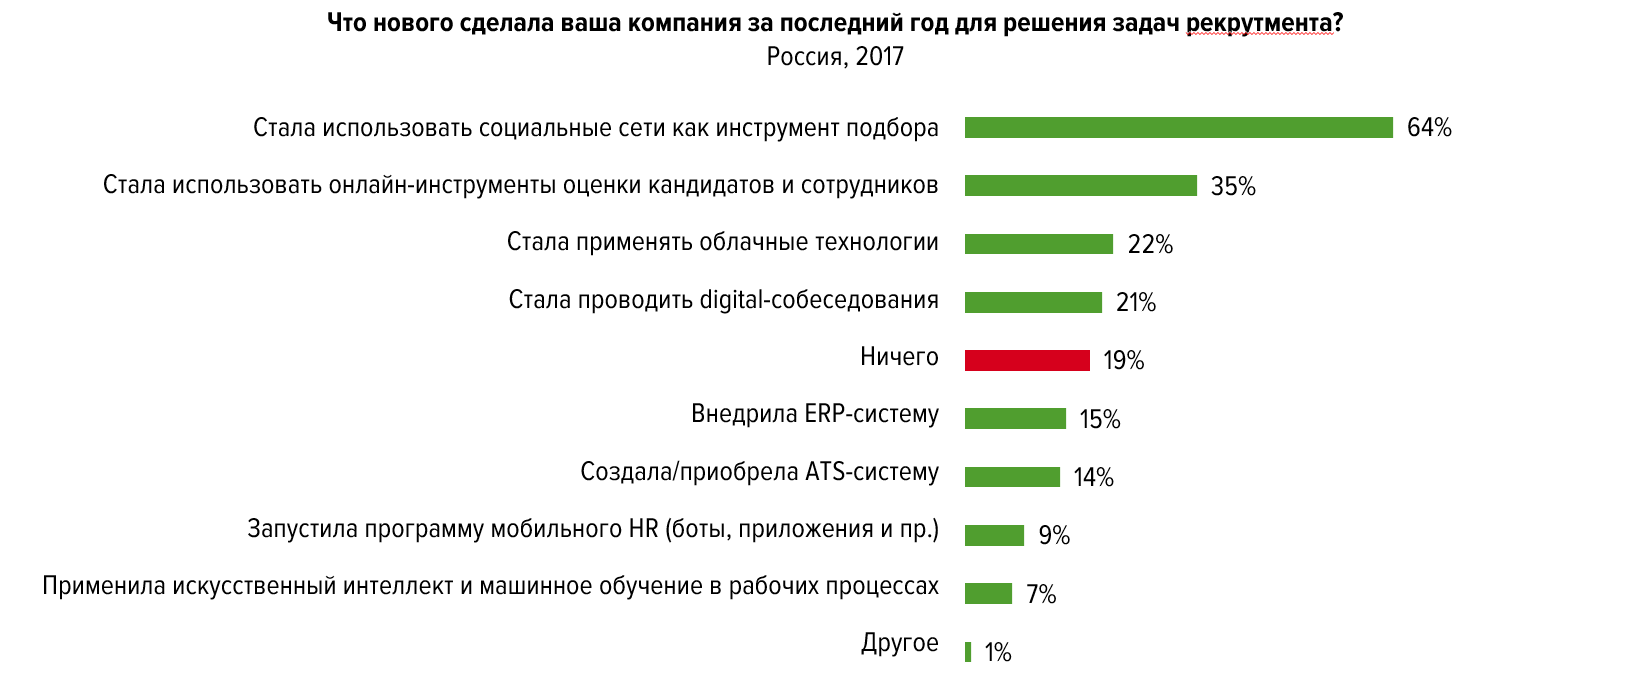 Что нового сделала ваша компания за последний год для решения задач рекрутмента?
Россия, 2017
Стала использовать социальные сети как инструмент подбора 64%
Стала использовать онлайн-инструменты оценки кандидатов и сотрудников 35%
Стала применять облачные технологии 22%
Стала проводить digital-собеседования 21%
Ничего 19%
Внедрила ERP-систему 15%
Создала/приобрела ATS-систему 14%
Запустила программу мобильного HR (боты, приложения и пр.) 9%
Применила искусственный интеллект и машинное обучение в рабочих процессах 7%
Другое 1%